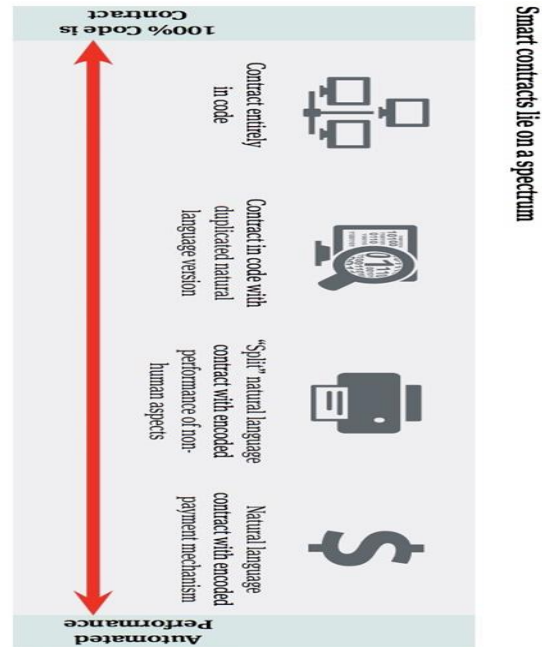 Smart contracts lie on a spectrum
100% Code is
Contract
Contract entirely
in code
Contract in code with
duplicated natural
language version
"Split" natural language
contract with encoded
performance of non-
human aspects
Natural language
contract with encoded
payment mechanism
Automated
Performance